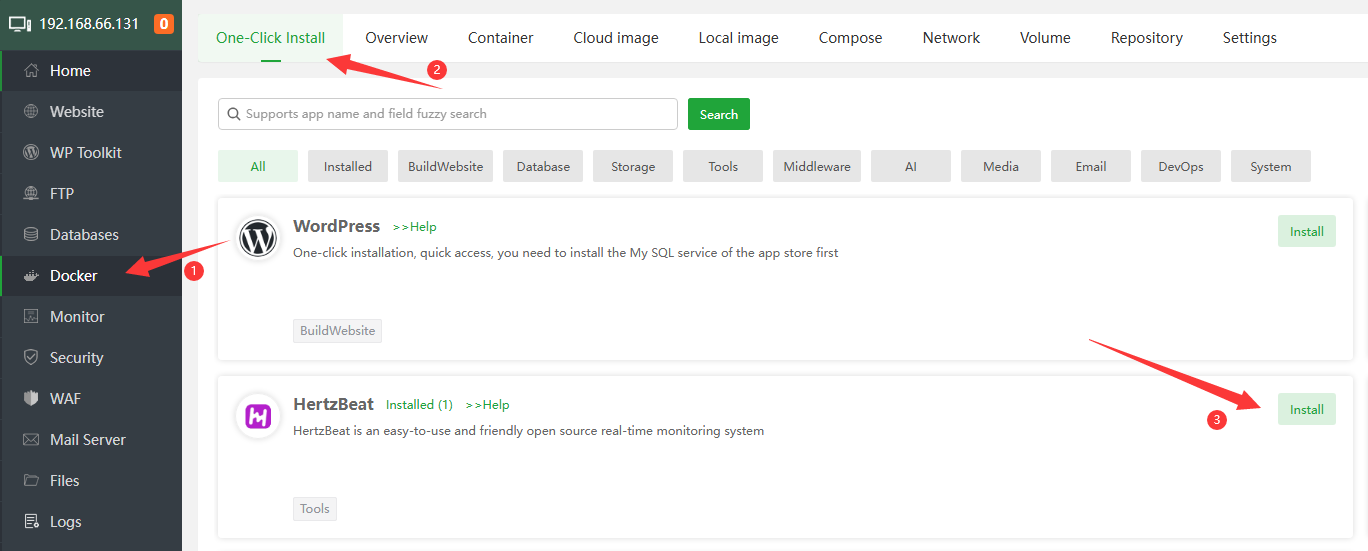 192.168.66.131 0
Home
Website
WP Toolkit
FTP
Databases
Docker
Monitor
Security
WAF
Mail Server
Files
Logs
1
One-Click Install Overview Container Cloud image Local image Compose Network Volume Repository Settings
2
Supports app name and field fuzzy search Search
All Installed BuildWebsite Database Storage Tools Middleware AI Media Email DevOps System
WordPress >>Help Install
One-click installation, quick access, you need to install the My SQL service of the app store first
BuildWebsite
HertzBeat Installed (1) >>Help Install
3
HertzBeat is an easy-to-use and friendly open source real-time monitoring system
Tools